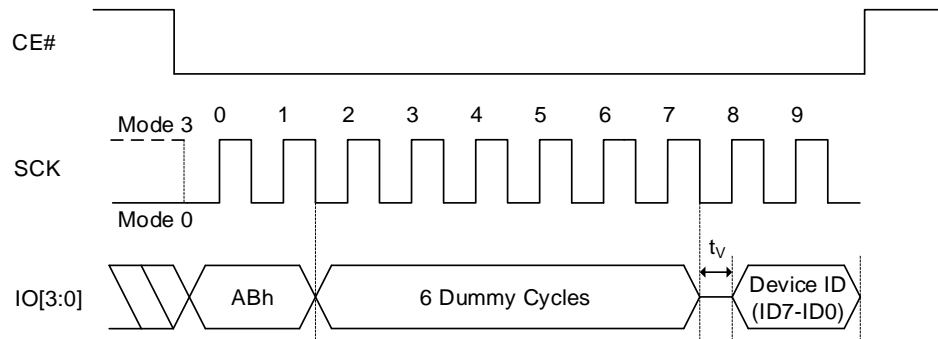 CE#
0 1 2 3 4 5 6 7 8 9
Mode 3
SCK
Mode 0
tV
IO[3:0]
ABh
6 Dummy Cycles
Device ID
(ID7-ID0)